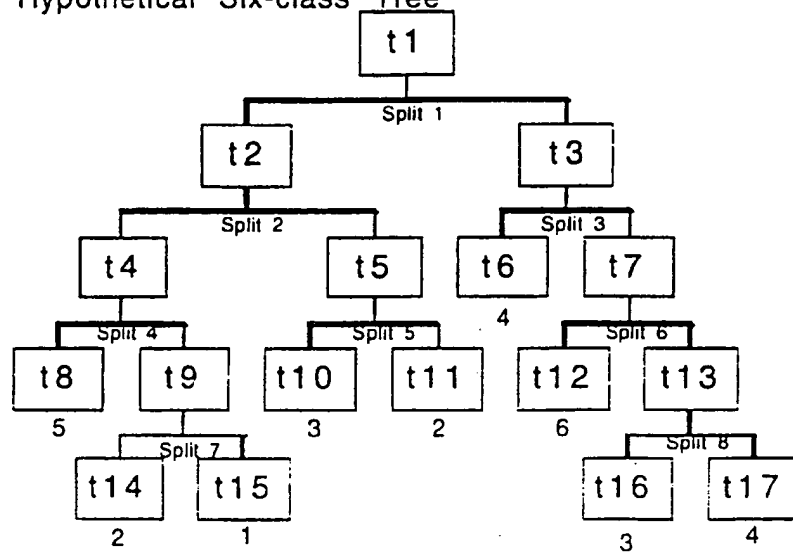 Hypothetical Six-class Tree
t1
Split 1
t2
t3
Split 2
Split 3
t4
t5
t6
t7
4
Split 4
Split 5
Split 6
t8
t9
t10
t11
t12
t13
5
3
2
6
Split 7
Split 8
t14
t15
t16
t17
2
1
3
4